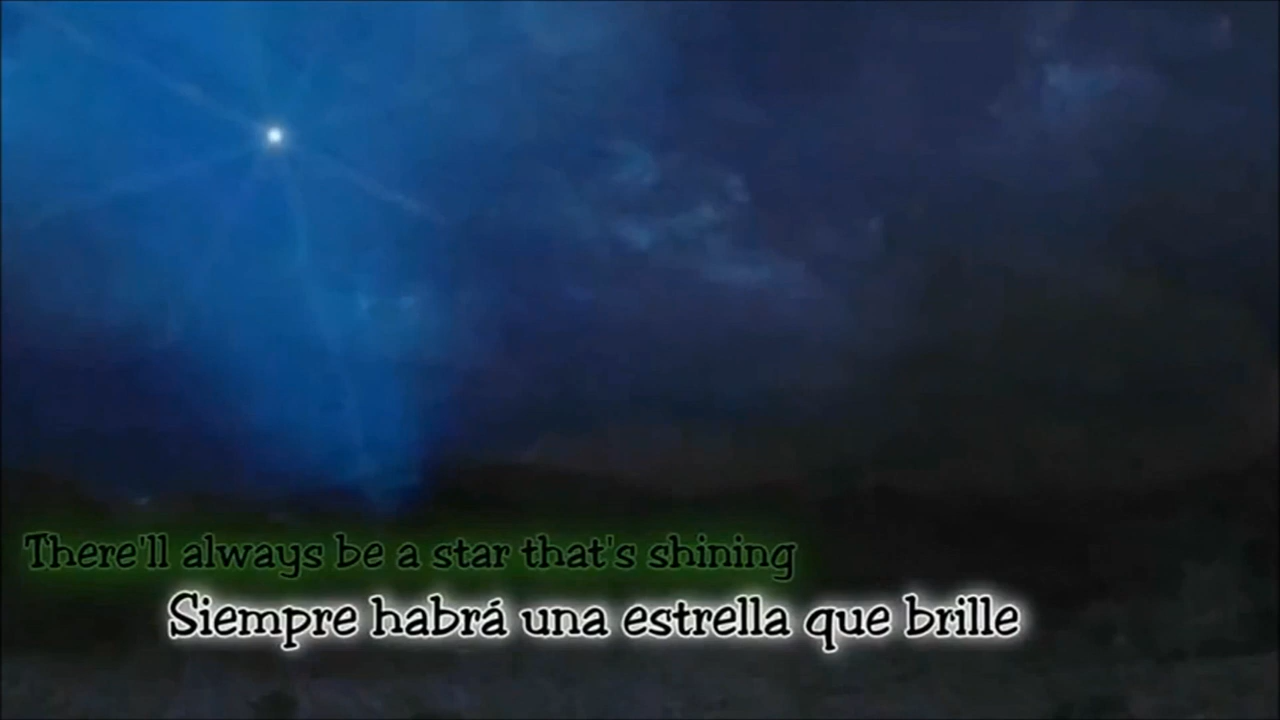 There'll always be a star that's shining
Siempre habrá una estrella que brille